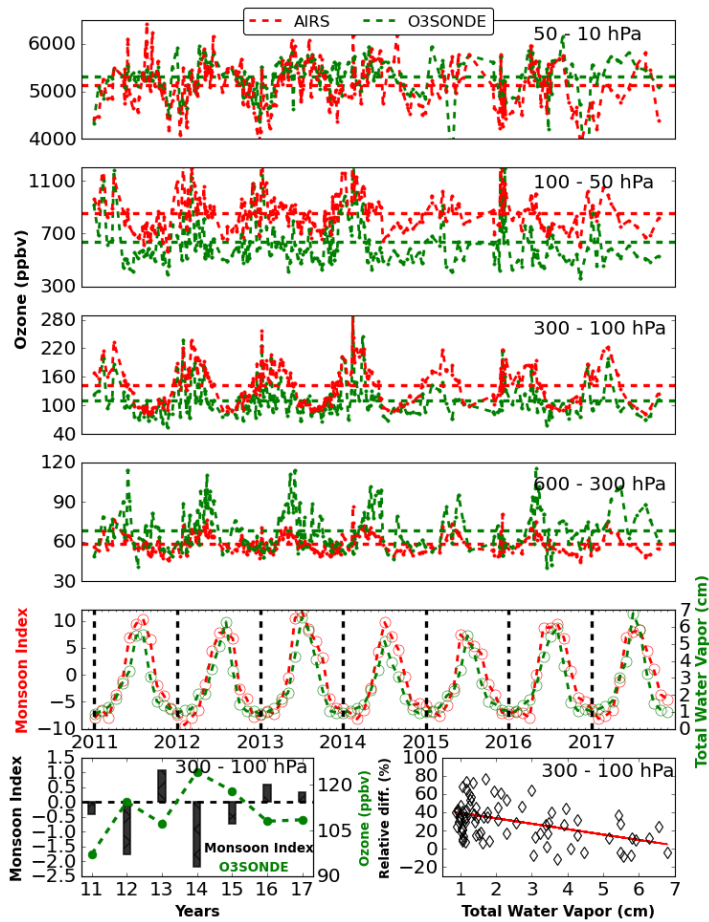 AIRS O3SONDE
50 - 10 hPa
6000
5000
4000
100 - 50 hPa
1100
700
300
Ozone (ppbv)
300 - 100 hPa
280
220
160
100
40
600 - 300 hPa
120
90
60
30
Monsoon Index
10
5
0
−5
−10
7
6
5
4
3
2
1
0
Total Water Vapor (cm)
2011 2012 2013 2014 2015 2016 2017
300 - 100 hPa
Monsoon Index
1.5
1.0
0.5
0.0
−0.5
−1.0
−1.5
−2.0
−2.5
120
105
90
Ozone (ppbv)
Monsoon Index
O3SONDE
11 12 13 14 15 16 17
Years
300 - 100 hPa
Relative diff. (%)
100
80
60
40
20
0
−20
1 2 3 4 5 6
Total Water Vapor (cm)